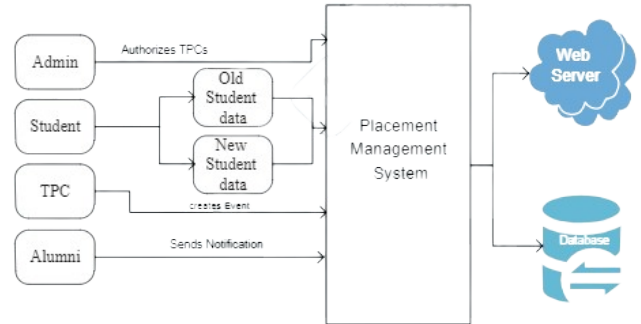 Admin
Authorizes TPCs
Old
Student
data
Student
New
Student
data
TPC
creates Event
Alumni
Sends Notification
Placement
Management
System
Web
Server
Database